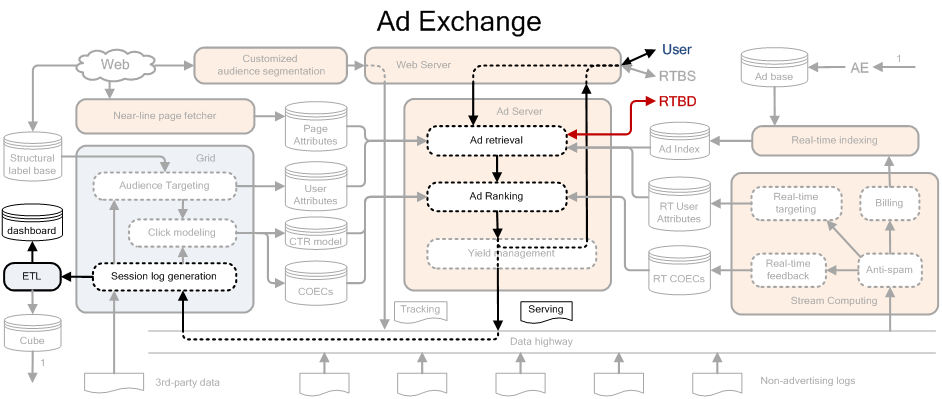 Ad Exchange
Web
Customized
audience segmentation
Web Server
User
RTBS
Ad base
AE
1
Near-line page fetcher
Page
Attributes
Ad Server
RTBD
Ad retrieval
Ad Index
Real-time indexing
Structural
label base
Grid
Audience Targeting
User
Attributes
Ad Ranking
RT User
Attributes
Real-time
targeting
Billing
dashboard
Click modeling
CTR model
Yield management
ETL
Session log generation
COECs
RT COECs
Real-time
feedback
Anti-spam
Stream Computing
Tracking
Serving
Cube
Data highway
1
3rd-party data
Non-advertising logs